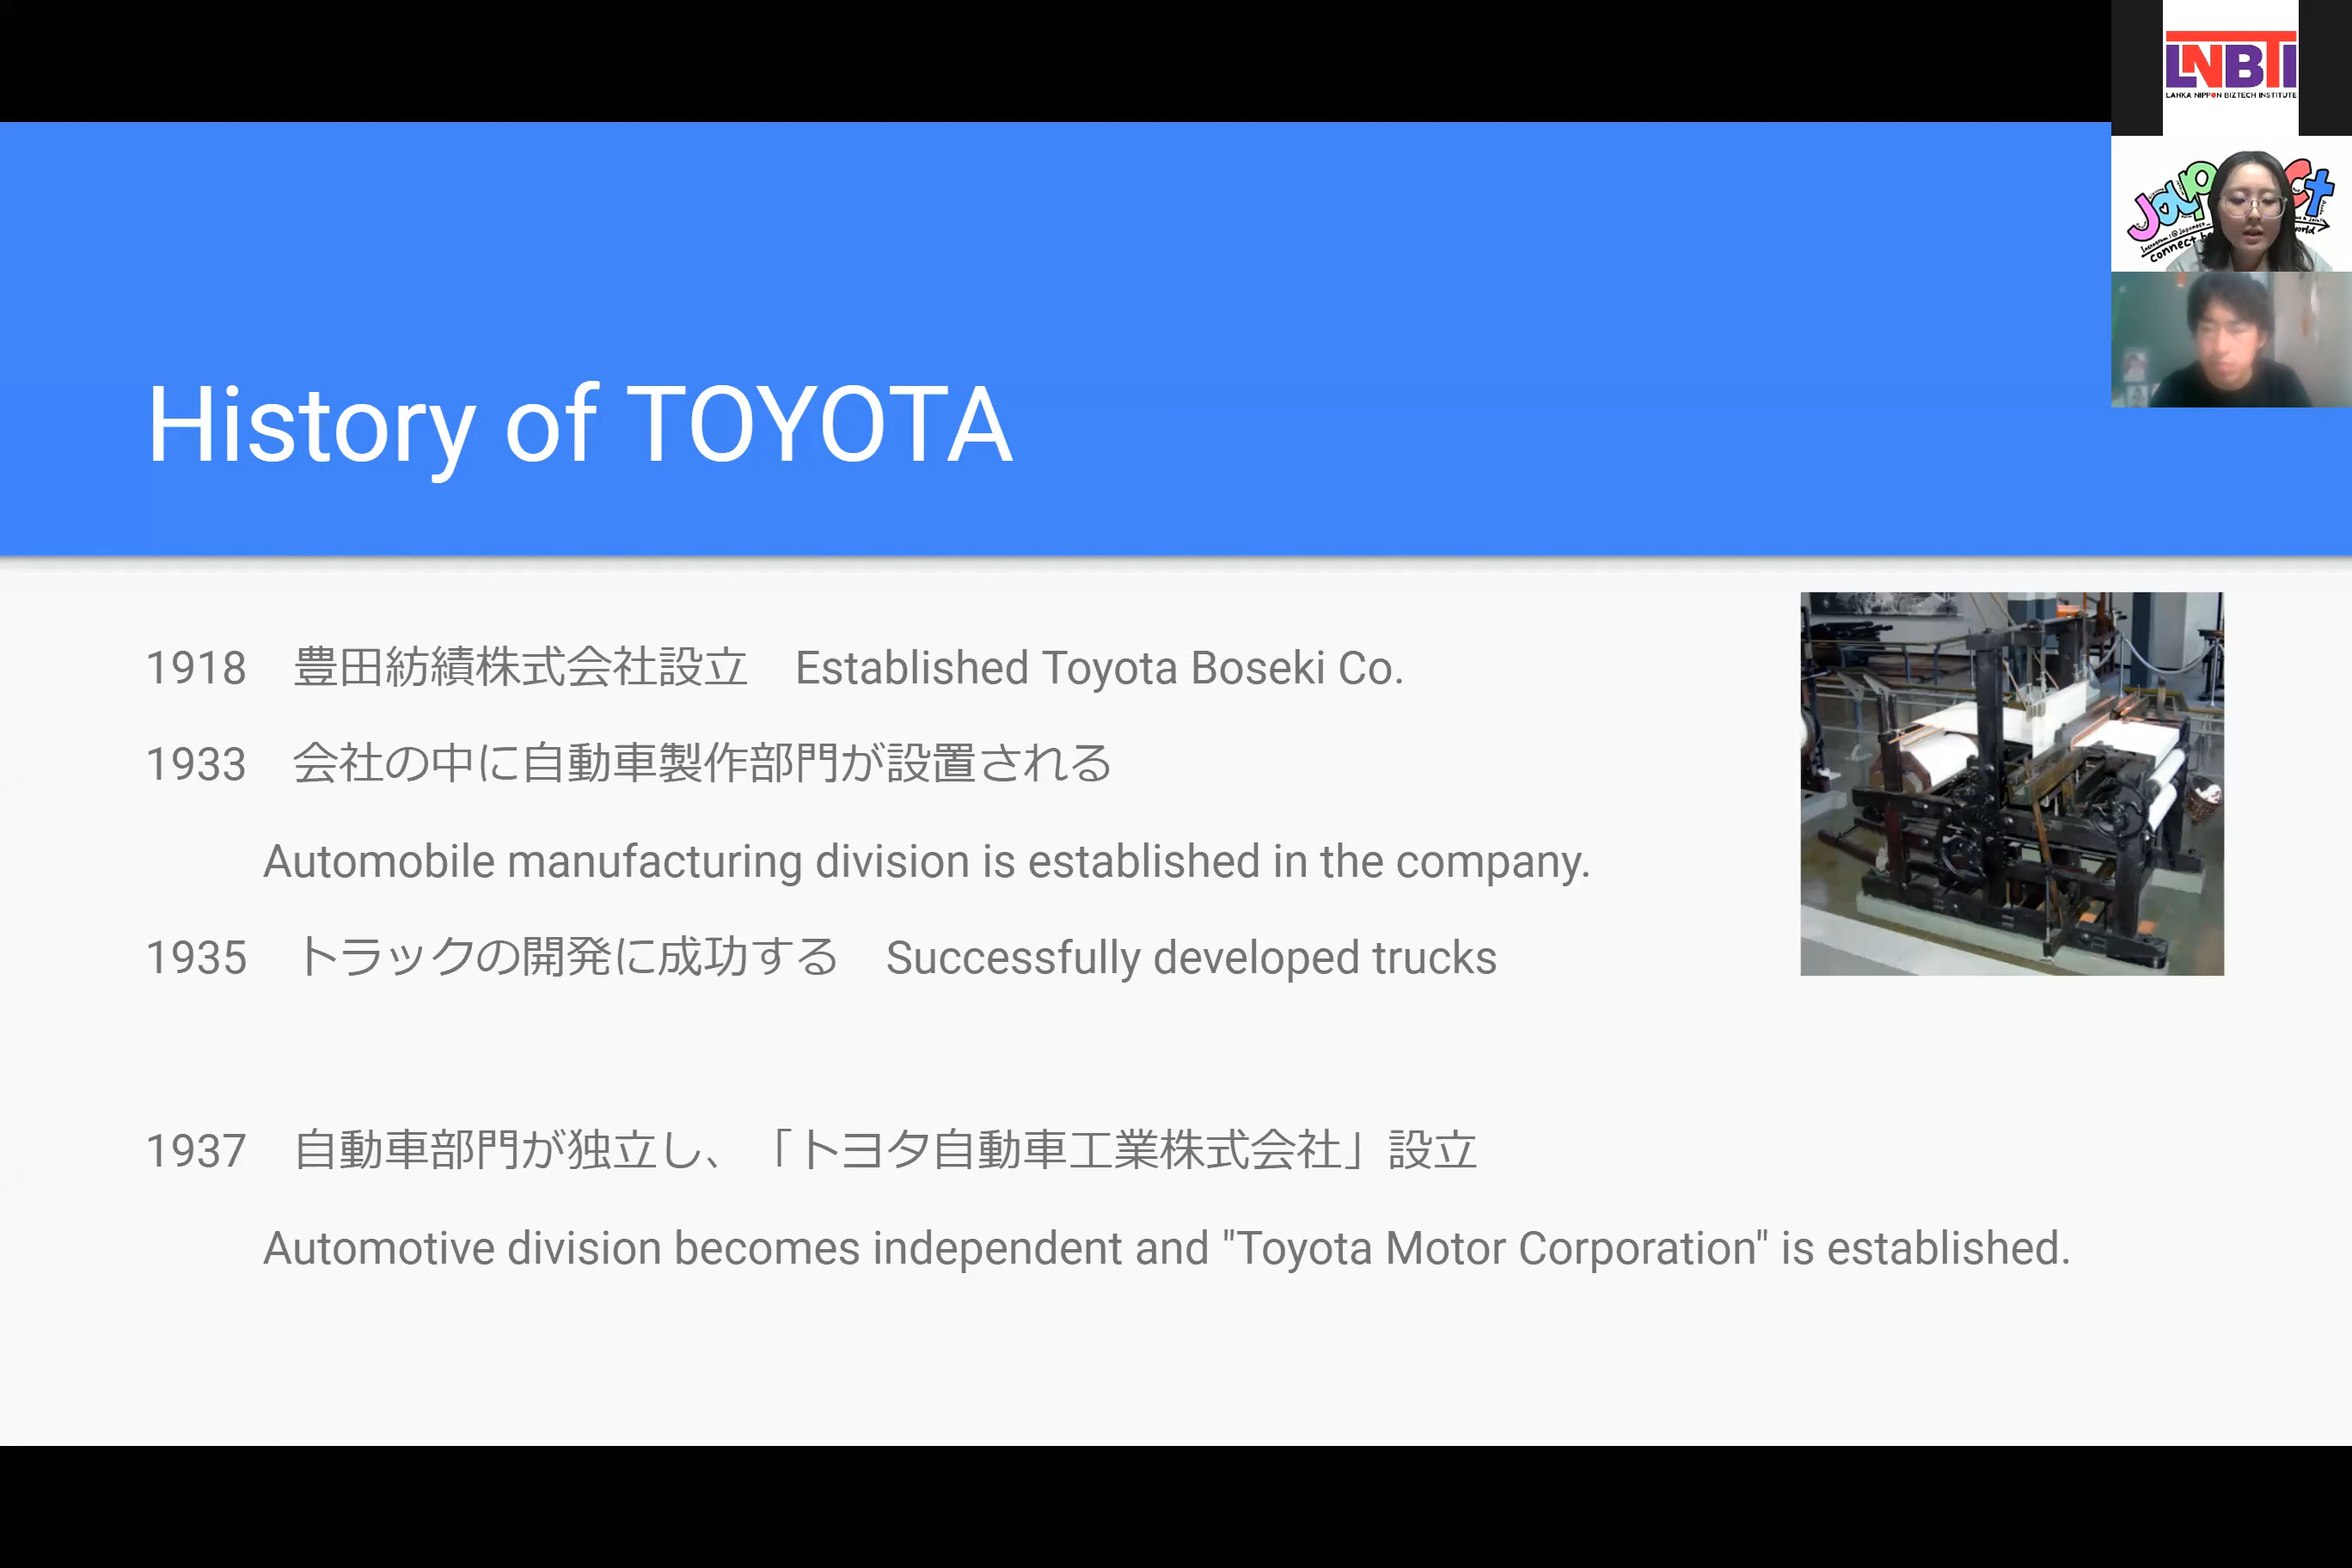 LNBTI
LANKA NIPPON BIZTECH INSTITUTE
Jap ct
connect
world
History of TOYOTA
1918 豊田紡績株式会社設立 Established Toyota Boseki Co.
1933 会社の中に自動車製作部門が設置される
Automobile manufacturing division is established in the company.
1935 トラックの開発に成功する Successfully developed trucks
1937 自動車部門が独立し、「トヨタ自動車工業株式会社」設立
Automotive division becomes independent and "Toyota Motor Corporation" is established.